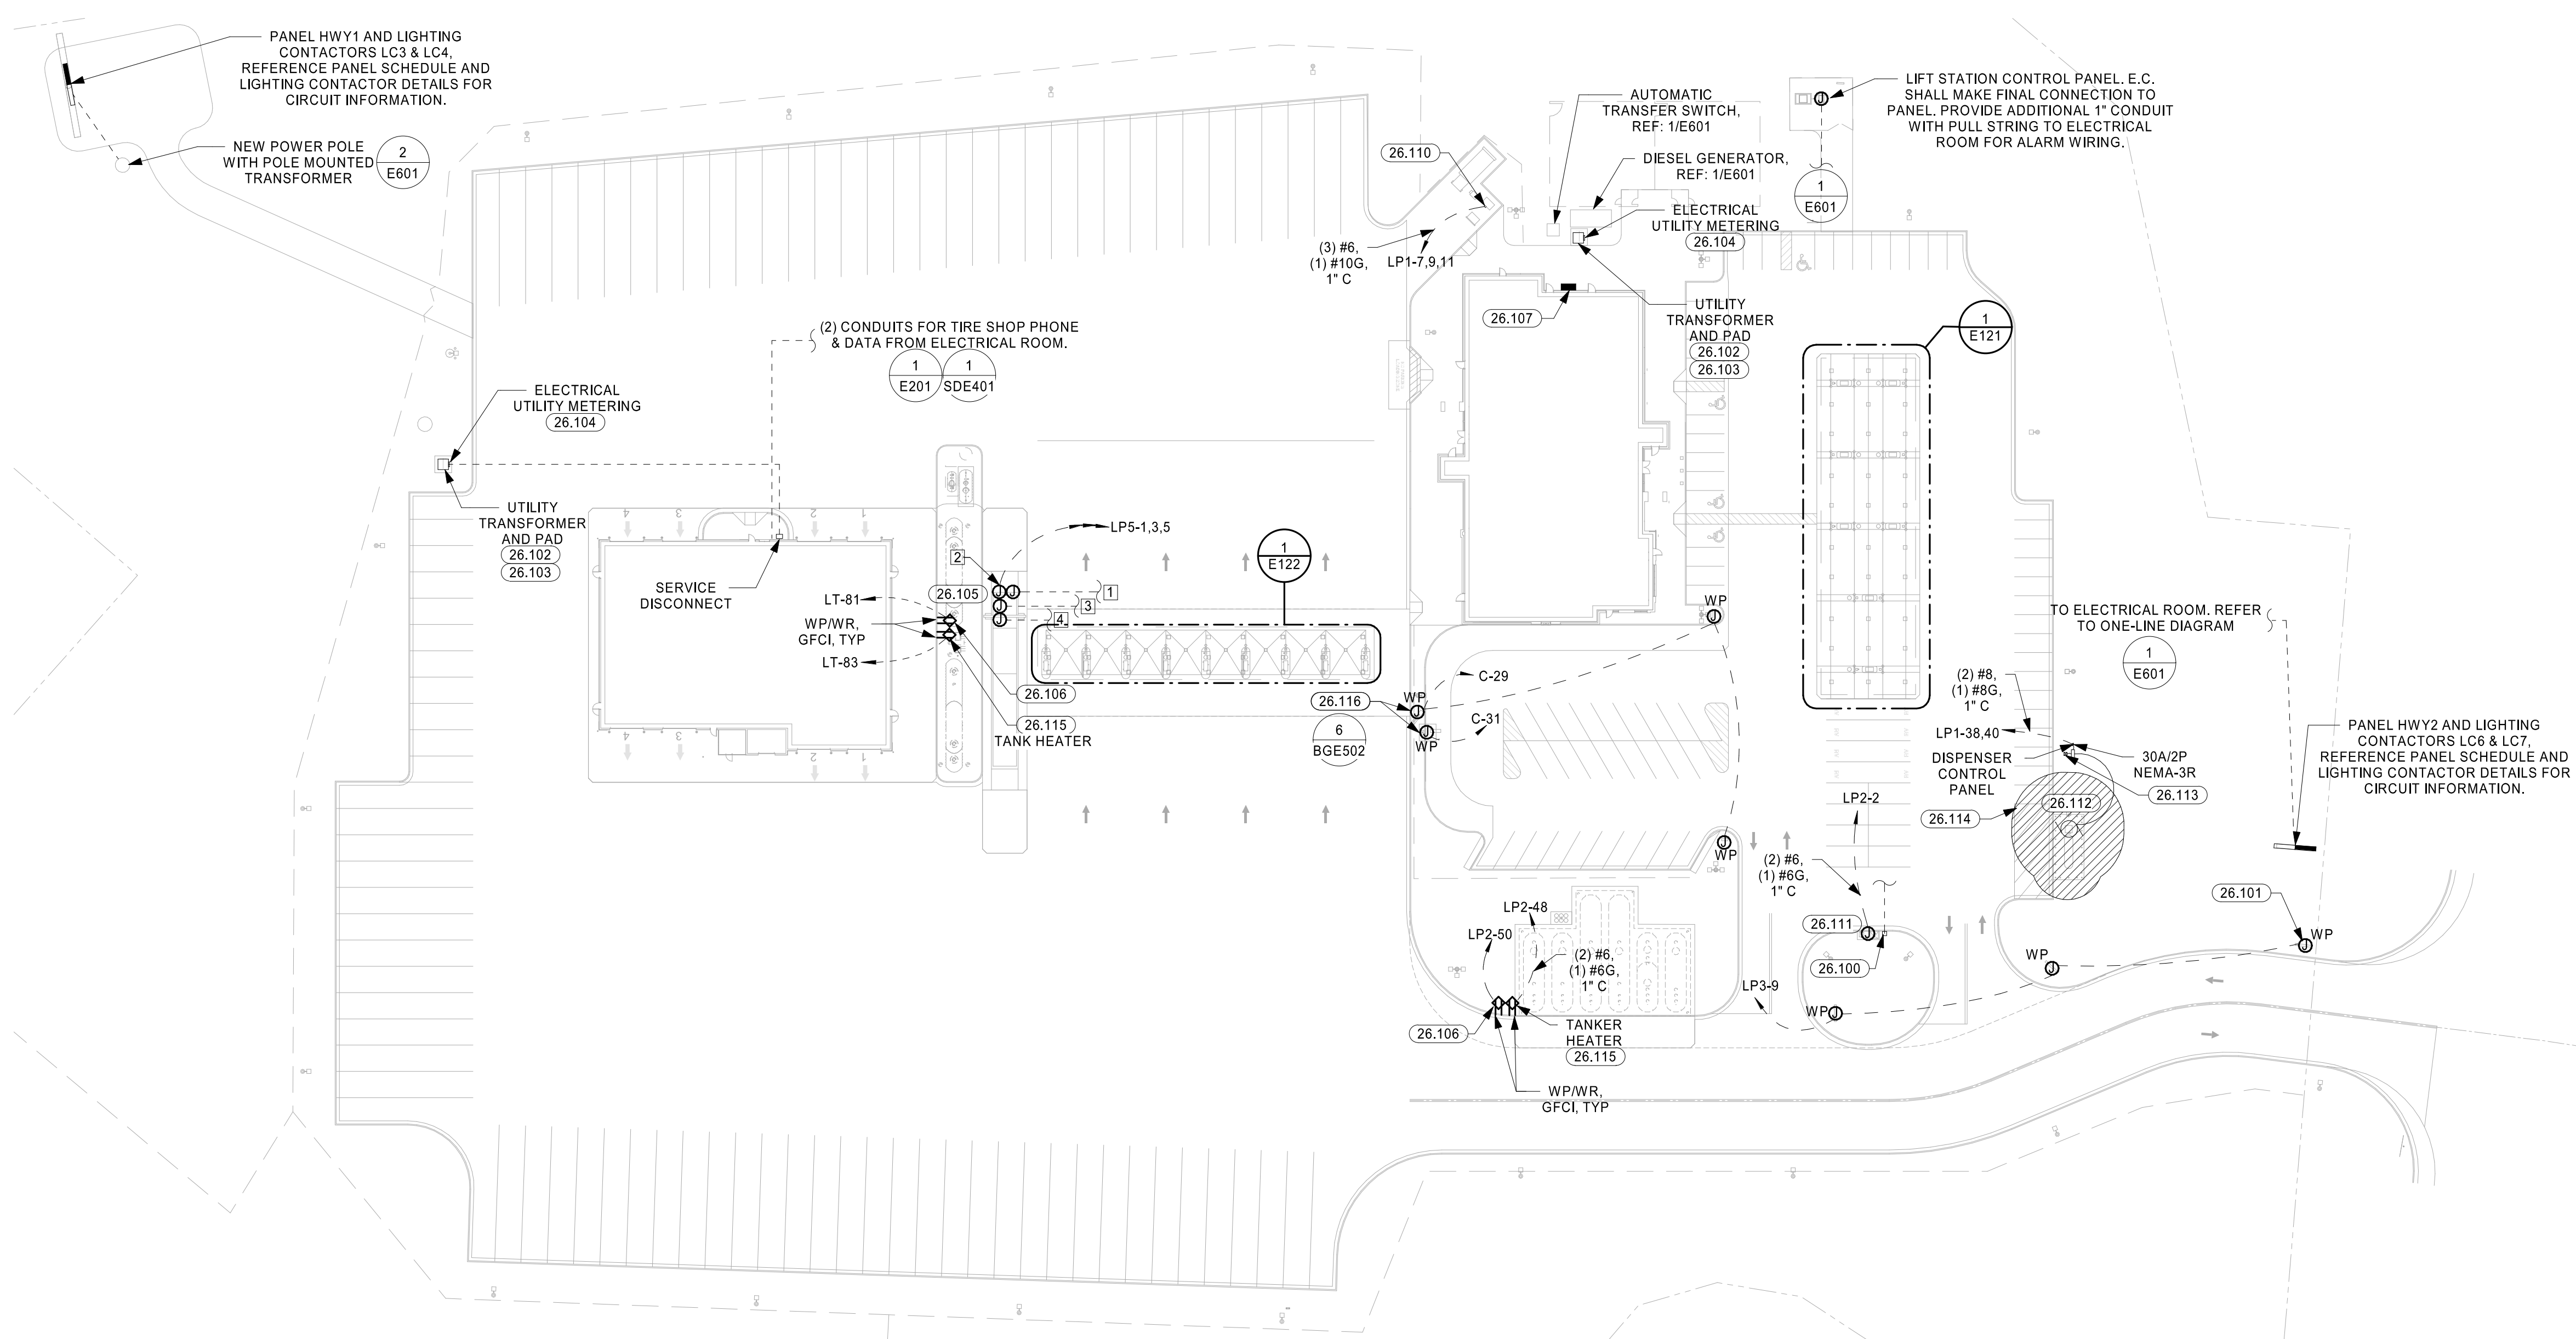 PANEL HWY1 AND LIGHTING
CONTACTORS LC3 & LC4,
REFERENCE PANEL SCHEDULE AND
LIGHTING CONTACTOR DETAILS FOR
CIRCUIT INFORMATION.
NEW POWER POLE
WITH POLE MOUNTED
TRANSFORMER
2
E601
AUTOMATIC
TRANSFER SWITCH,
REF: 1/E601
DIESEL GENERATOR,
REF: 1/E601
ELECTRICAL
UTILITY METERING
26.104
LIFT STATION CONTROL PANEL. E.C.
SHALL MAKE FINAL CONNECTION TO
PANEL. PROVIDE ADDITIONAL 1" CONDUIT
WITH PULL STRING TO ELECTRICAL
ROOM FOR ALARM WIRING.
1
E601
26.110
(3) #6,
(1) #10G,
1" C
LP1-7,9,11
26.107
UTILITY
TRANSFORMER
AND PAD
26.102
26.103
1
E121
(2) CONDUITS FOR TIRE SHOP PHONE
& DATA FROM ELECTRICAL ROOM.
1
E201
1
SDE401
ELECTRICAL
UTILITY METERING
26.104
UTILITY
TRANSFORMER
AND PAD
26.102
26.103
4
3
2
1
SERVICE
DISCONNECT
LP5-1,3,5
2
26.105
J
J
J
J
1
3
4
LT-81
WP/WR,
GFCI, TYP
LT-83
26.106
26.115
TANK HEATER
4
3
2
1
1
E122
C-29
26.116
WP
J
C-31
J
WP
6
BGE502
WP
J
J
WP
TO ELECTRICAL ROOM. REFER
TO ONE-LINE DIAGRAM
1
E601
(2) #8,
(1) #8G,
1" C
LP1-38,40
DISPENSER
CONTROL
PANEL
30A/2P
NEMA-3R
26.113
26.112
26.114
PANEL HWY2 AND LIGHTING
CONTACTORS LC6 & LC7,
REFERENCE PANEL SCHEDULE AND
LIGHTING CONTACTOR DETAILS FOR
CIRCUIT INFORMATION.
LP2-2
(2) #6,
(1) #6G,
1" C
26.111
J
26.100
26.101
WP
J
WP
J
WP
J
LP3-9
LP2-48
LP2-50
(2) #6,
(1) #6G,
1" C
26.106
TANKER
HEATER
26.115
WP/WR,
GFCI, TYP